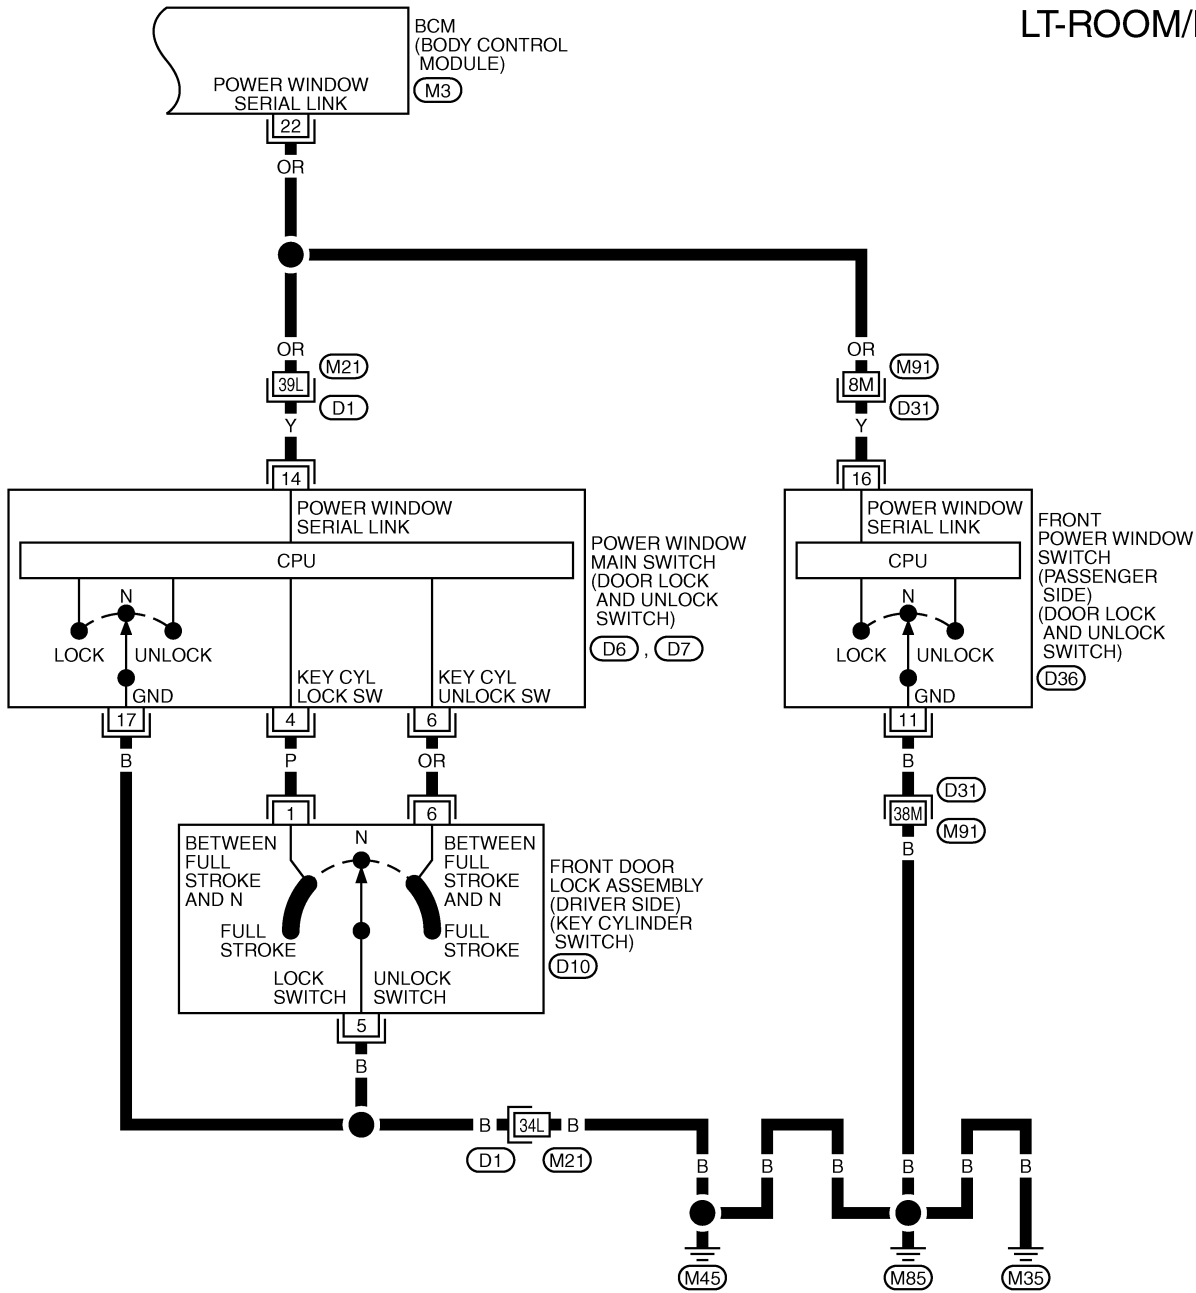 LT-ROOM/
BCM
(BODY CONTROL
MODULE)
M3
POWER WINDOW
SERIAL LINK
22
OR
OR
M21
39L
D1
Y
OR
M91
8M
D31
Y
14
POWER WINDOW
SERIAL LINK
CPU
N
LOCK
UNLOCK
GND
KEY CYL
LOCK SW
KEY CYL
UNLOCK SW
POWER WINDOW
MAIN SWITCH
(DOOR LOCK
AND UNLOCK
SWITCH)
D6 , D7
16
POWER WINDOW
SERIAL LINK
CPU
N
LOCK
UNLOCK
GND
FRONT
POWER WINDOW
SWITCH
(PASSENGER
SIDE)
(DOOR LOCK
AND UNLOCK
SWITCH)
D36
17
4
6
11
B
P
OR
B
D31
38M
M91
B
1
6
BETWEEN
FULL
STROKE
AND N
N
BETWEEN
FULL
STROKE
AND N
FULL
STROKE
FULL
STROKE
LOCK
SWITCH
UNLOCK
SWITCH
FRONT DOOR
LOCK ASSEMBLY
(DRIVER SIDE)
(KEY CYLINDER
SWITCH)
D10
5
B
B
34L
B
D1
M21
B
B
B
B
B
B
M45
M85
M35